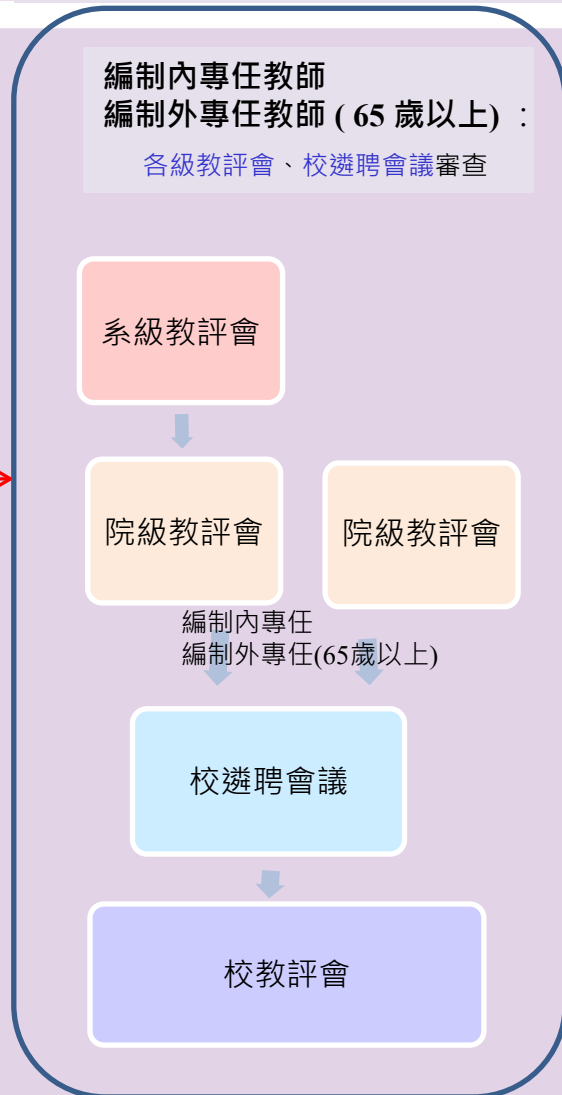 編制內專任教師
編制外專任教師 ( 65 歲以上) ：
各級教評會、校遴聘會議審查
系級教評會
院級教評會
院級教評會
編制內專任
編制外專任(65歲以上)
校遴聘會議
校教評會